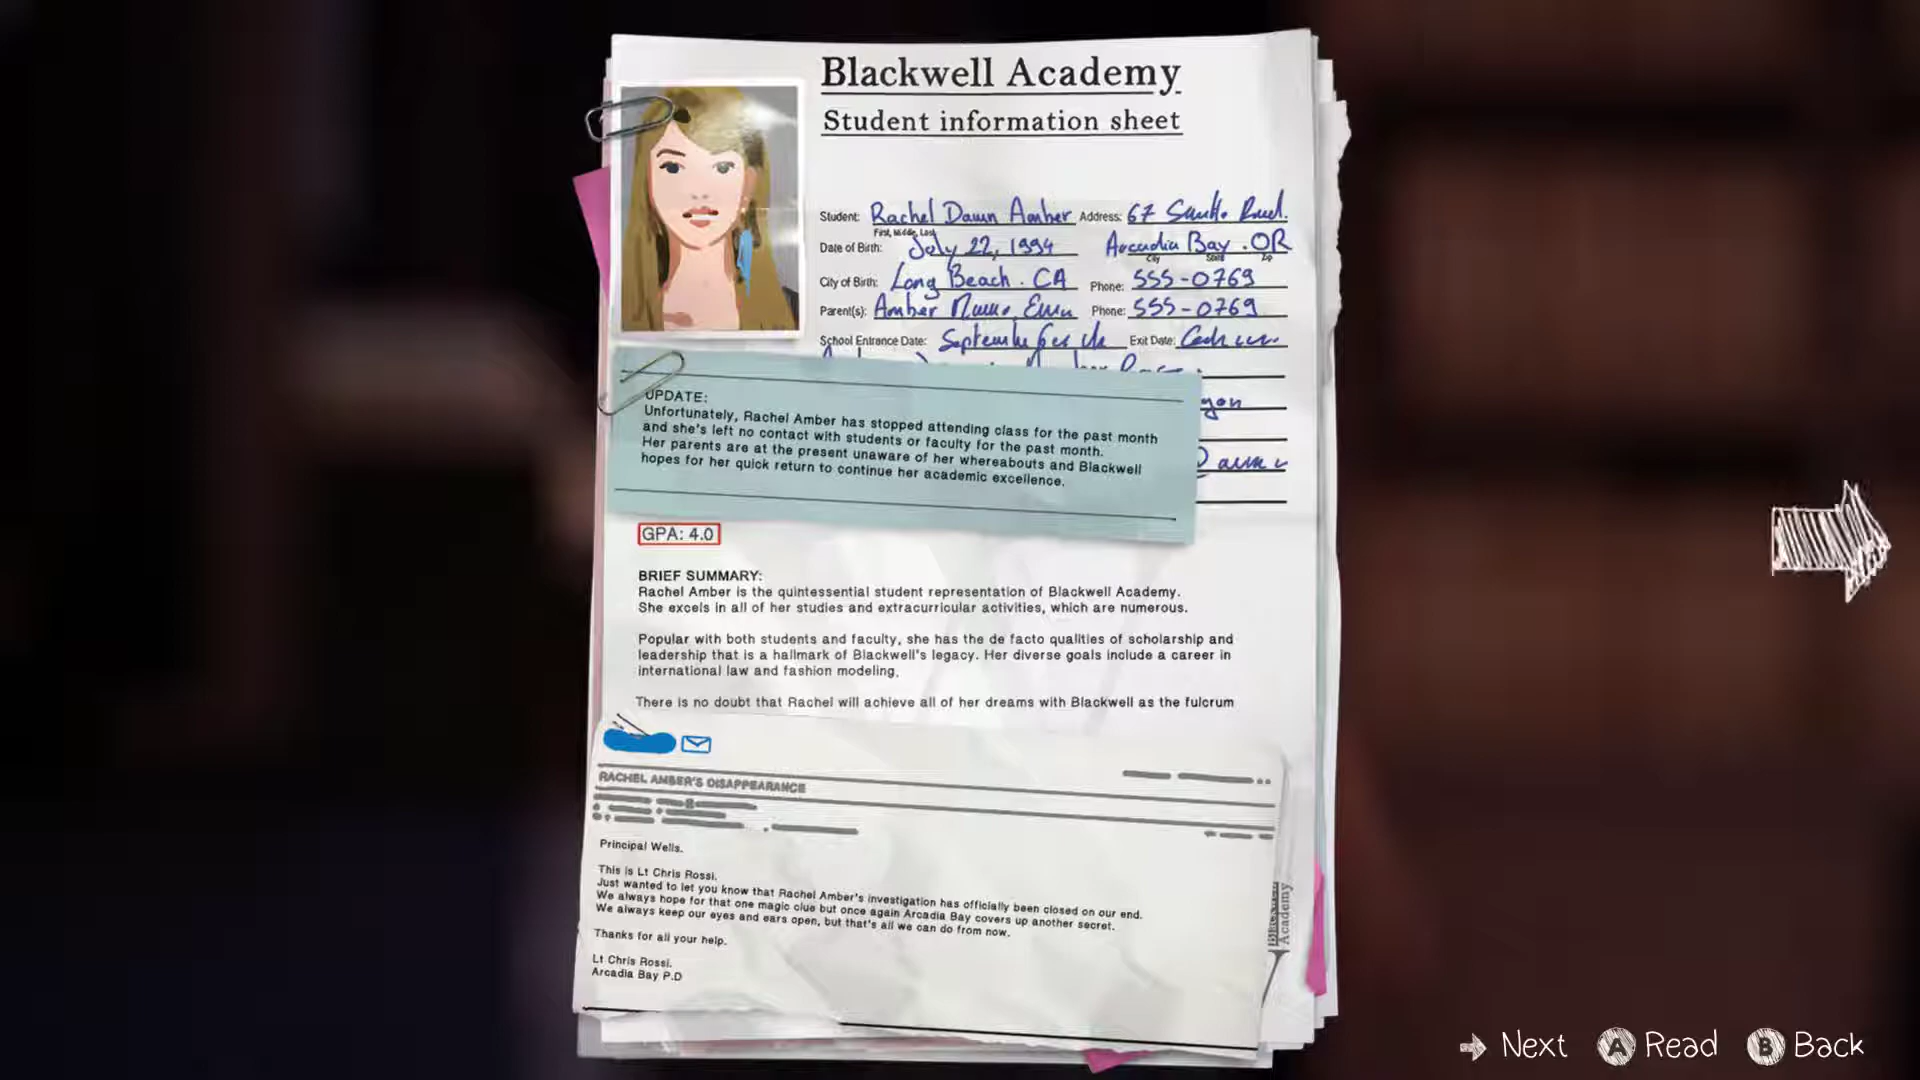 Blackwell Academy
Student information sheet
Student: Rachel Dawn Amber Address: 67
First, Middle, Last
Date of Birth: July 22, 1994 Arcadia Bay . OR
City State Zip
City of Birth: Long Beach . CA Phone: 555-0769
Parent(s): Amber Phone: 555-0769
School Entrance Date: Exit Date:
UPDATE:
Unfortunately, Rachel Amber has stopped attending class for the past month
and she's left no contact with students or faculty for the past month.
Her parents are at the present unaware of her whereabouts and Blackwell
hopes for her quick return to continue her academic excellence.
GPA: 4.0
BRIEF SUMMARY:
Rachel Amber is the quintessential student representation of Blackwell Academy.
She excels in all of her studies and extracurricular activities, which are numerous.
Popular with both students and faculty, she has the de facto qualities of scholarship and
leadership that is a hallmark of Blackwell's legacy. Her diverse goals include a career in
international law and fashion modeling.
There is no doubt that Rachel will achieve all of her dreams with Blackwell as the fulcrum
RACHEL AMBER'S DISAPPEARANCE
Principal Wells.
This is Lt Chris Rossi.
Just wanted to let you know that Rachel Amber's investigation has officially been closed on our end.
We always hope for that one magic clue but once again Arcadia Bay covers up another secret.
We always keep our eyes and ears open, but that's all we can do from now.
Thanks for all your help.
Lt Chris Rossi.
Arcadia Bay P.D
Academy
Next A Read B Back